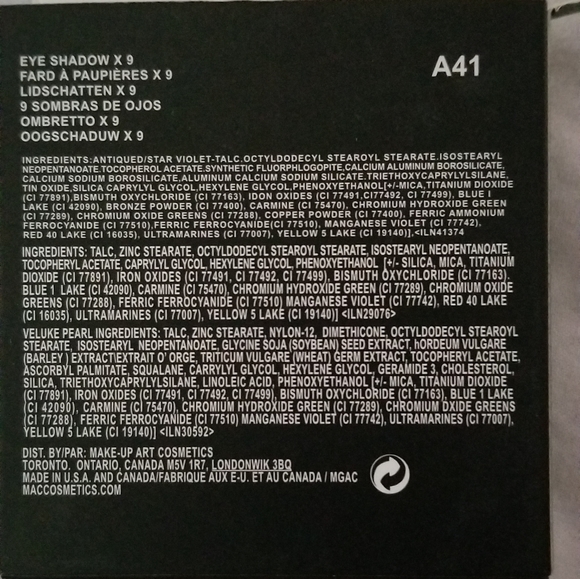 EYE SHADOW X 9
FARD À PAUPIÈRES X 9
LIDSCHATTEN X 9
9 SOMBRAS DE OJOS
OMBRETTO X 9
OOGSCHADUW X 9
A41
INGREDIENTS:ANTIQUED/STAR VIOLET-TALC.OCTYLDODECYL STEAROYL STEARATE.ISOSTEARYL
NEOPENTANOATE.TOCOPHEROL ACETATE.SYNTHETIC FLUORPHLOGOPITE.CALCIUM ALUMINUM BOROSILICATE,
CALCIUM SODIUM BOROSILICATE,ALUMINUM CALCIUM SODIUM SILICATE.TRIETHOXYCAPRYLYLSILANE,
TIN OXIDE,SILICA CAPRYLYL GLYCOL,HEXYLENE GLYCOL,PHENOXYETHANOL[+/-MICA,TITANIUM DIOXIDE
(CI 77891),BISMUTH OXYCHLORIDE (CI 77163), IRON OXIDES (CI 77491,CI77492, CI 77499), BLUE I
LAKE (CI 42090), BRONZE POWDER (CI 77400), CARMINE (CI 75470), CHROMIUM HYDROXIDE GREEN
(CI 77289), CHROMIUM OXIDE GREENS (CI 77288), COPPER POWDER (CI 77400), FERRIC AMMONIUM
FERROCYANIDE (CI 77510),FERRIC FERROCYANIDE(CI 77510), MANGANESE VIOLET (CI 77742),
RED 40 LAKE (CI 16035), ULTRAMARINES (CI 77007), YELLOW 5 LAKE (CI 19140)].<ILN41374
INGREDIENTS: TALC, ZINC STEARATE, OCTYLDODECYL STEAROYL STEARATE, ISOSTEARYL NEOPENTANOATE,
TOCOPHERYL ACETATE, CAPRYLYL GLYCOL, HEXYLENE GLYCOL, PHENOXYETHANOL [+/- SILICA, MICA, TITANIUM
DIOXIDE (CI 77891), IRON OXIDES (CI 77491, CI 77492, CI 77499), BISMUTH OXYCHLORIDE (CI 77163).
BLUE 1 LAKE (CI 42090), CARMINE (CI 75470), CHROMIUM HYDROXIDE GREEN (CI 77289), CHROMIUM OXIDE
GREENS (CI 77288), FERRIC FERROCYANIDE (CI 77510) MANGANESE VIOLET (CI 77742), RED 40 LAKE
(CI 16035), ULTRAMARINES (CI 77007), YELLOW 5 LAKE (CI 19140)] <ILN29076>
VELUKE PEARL INGREDIENTS: TALC, ZINC STEARATE, NYLON-12, DIMETHICONE, OCTYLDODECYL STEAROYL
STEARATE, ISOSTEARYL NEOPENTANOATE, GLYCINE SOJA (SOYBEAN) SEED EXTRACT, hORDEUM VULGARE
(BARLEY ) EXTRACT\EXTRAIT O' ORGE, TRITICUM VULGARE (WHEAT) GERM EXTRACT, TOCOPHERYL ACETATE,
ASCORBYL PALMITATE, SQUALANE, CARRYLYL GLYCOL, HEXYLENE GLYCOL, GERAMIDE 3, CHOLESTEROL,
SILICA, TRIETHOXYCAPRYLYLSILANE, LINOLEIC ACID, PHENOXYETHANOL [+/- MICA, TITANIUM DIOXIDE
(CI 77891), IRON OXIDES (CI 77491, CI 77492, CI 77499), BISMUTH OXYCHLORIDE (CI 77163), BLUE 1 LAKE
(CI 42090), CARMINE (CI 75470), CHROMIUM HYDROXIDE GREEN (CI 77289), CHROMIUM DXIDE GREENS
(CI 77288), FERRIC FERROCYANIDE (CI 77510) MANGANESE VIOLET (CI 77742), ULTRAMARINES (CI 77007),
YELLOW 5 LAKE (CI 19140)] <ILN30592>
DIST. BY/PAR: MAKE-UP ART COSMETICS
TORONTO. ONTARIO, CANADA M5V 1R7, LONDONWIK 3BQ
MADE IN U.S.A. AND CANADA/FABRIQUE AUX E-U. ET AU CANADA / MGAC
MACCOSMETICS.COM